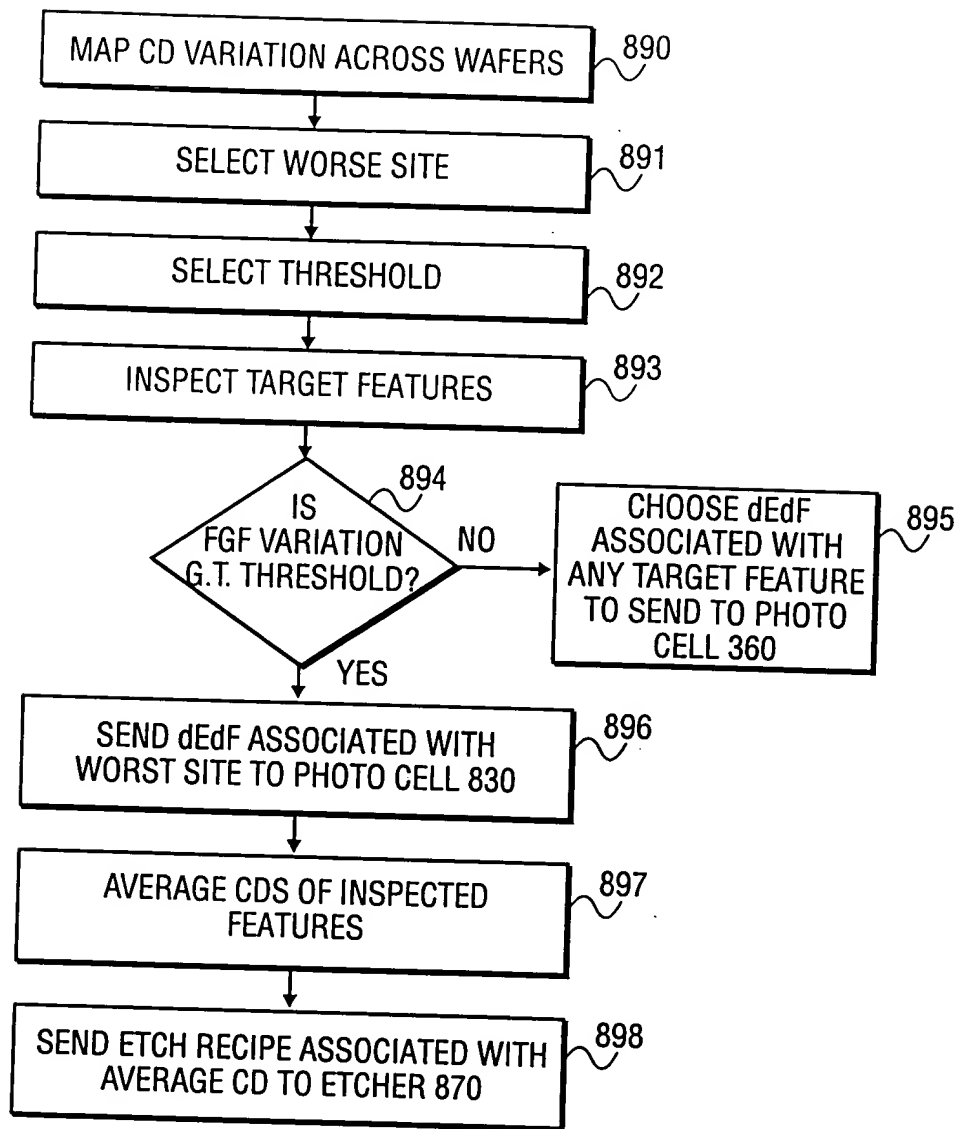 MAP CD VARIATION ACROSS WAFERS
890
SELECT WORSE SITE
891
SELECT THRESHOLD
892
INSPECT TARGET FEATURES
893
IS
FGF VARIATION
G.T. THRESHOLD?
894
NO
CHOOSE dEdF
ASSOCIATED WITH
ANY TARGET FEATURE
TO SEND TO PHOTO
CELL 360
895
YES
SEND dEdF ASSOCIATED WITH
WORST SITE TO PHOTO CELL 830
896
AVERAGE CDS OF INSPECTED
FEATURES
897
SEND ETCH RECIPE ASSOCIATED WITH
AVERAGE CD TO ETCHER 870
898